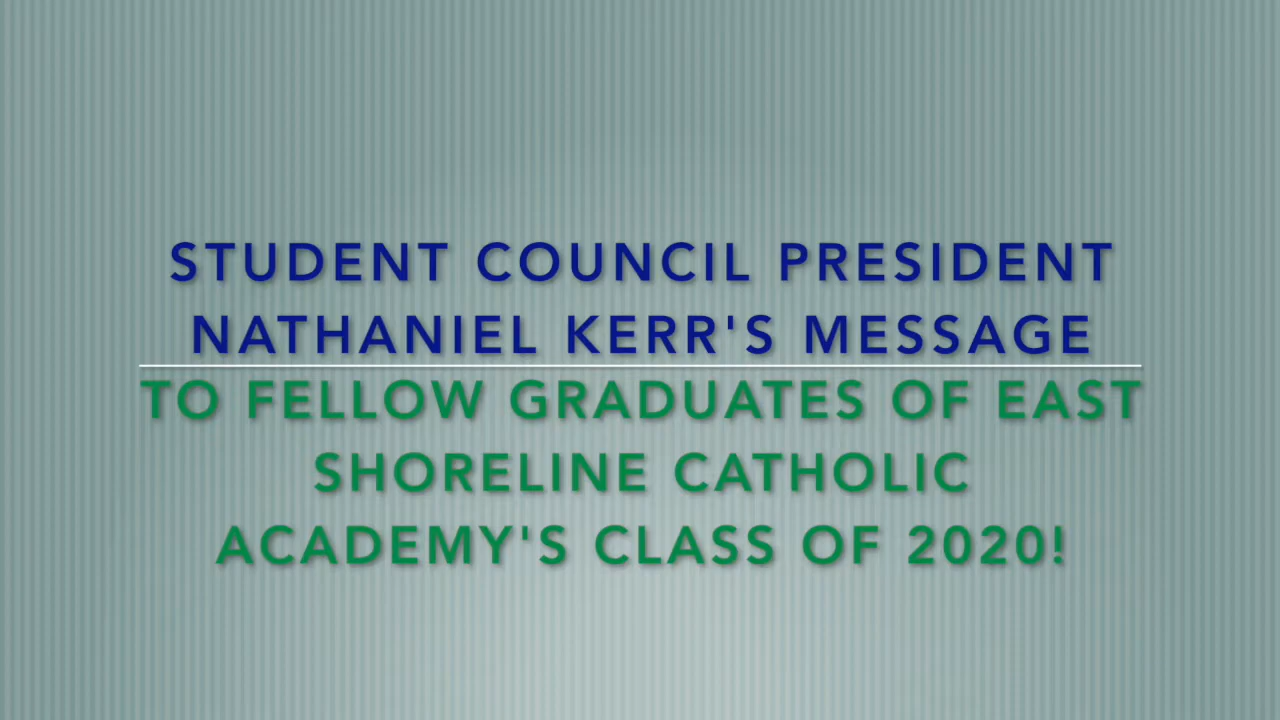 STUDENT COUNCIL PRESIDENT
NATHANIEL KERR'S MESSAGE
TO FELLOW GRADUATES OF EAST
SHORELINE CATHOLIC
ACADEMY'S CLASS OF 2020!